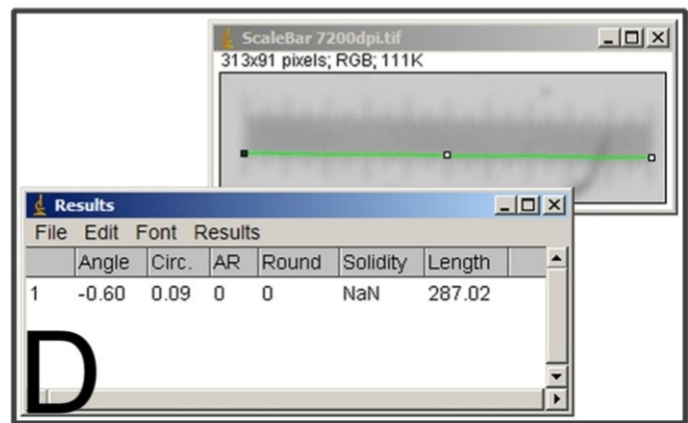 ScaleBar 7200dpi.tif
313x91 pixels; RGB; 111K
Results
File Edit Font Results
Angle Circ. AR Round Solidity Length
1 -0.60 0.09 0 0 NaN 287.02
D